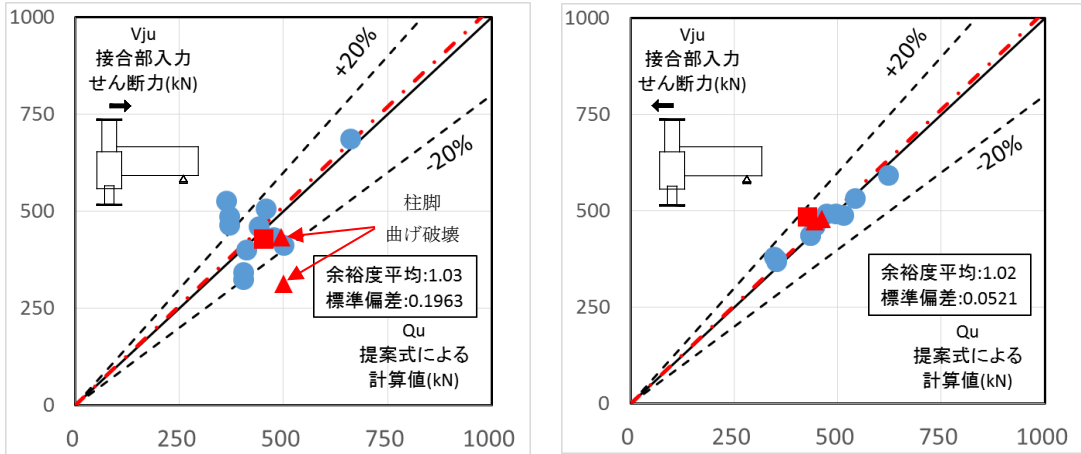 1000
Vju
接合部入力
せん断力(kN)
+20%
750
-20%
500
柱脚
曲げ破壊
余裕度平均:1.03
標準偏差:0.1963
250
Qu
提案式による
計算値(kN)
0
0 250 500 750 1000
1000
Vju
接合部入力
せん断力(kN)
+20%
750
-20%
500
余裕度平均:1.02
標準偏差:0.0521
250
Qu
提案式による
計算値(kN)
0
0 250 500 750 1000